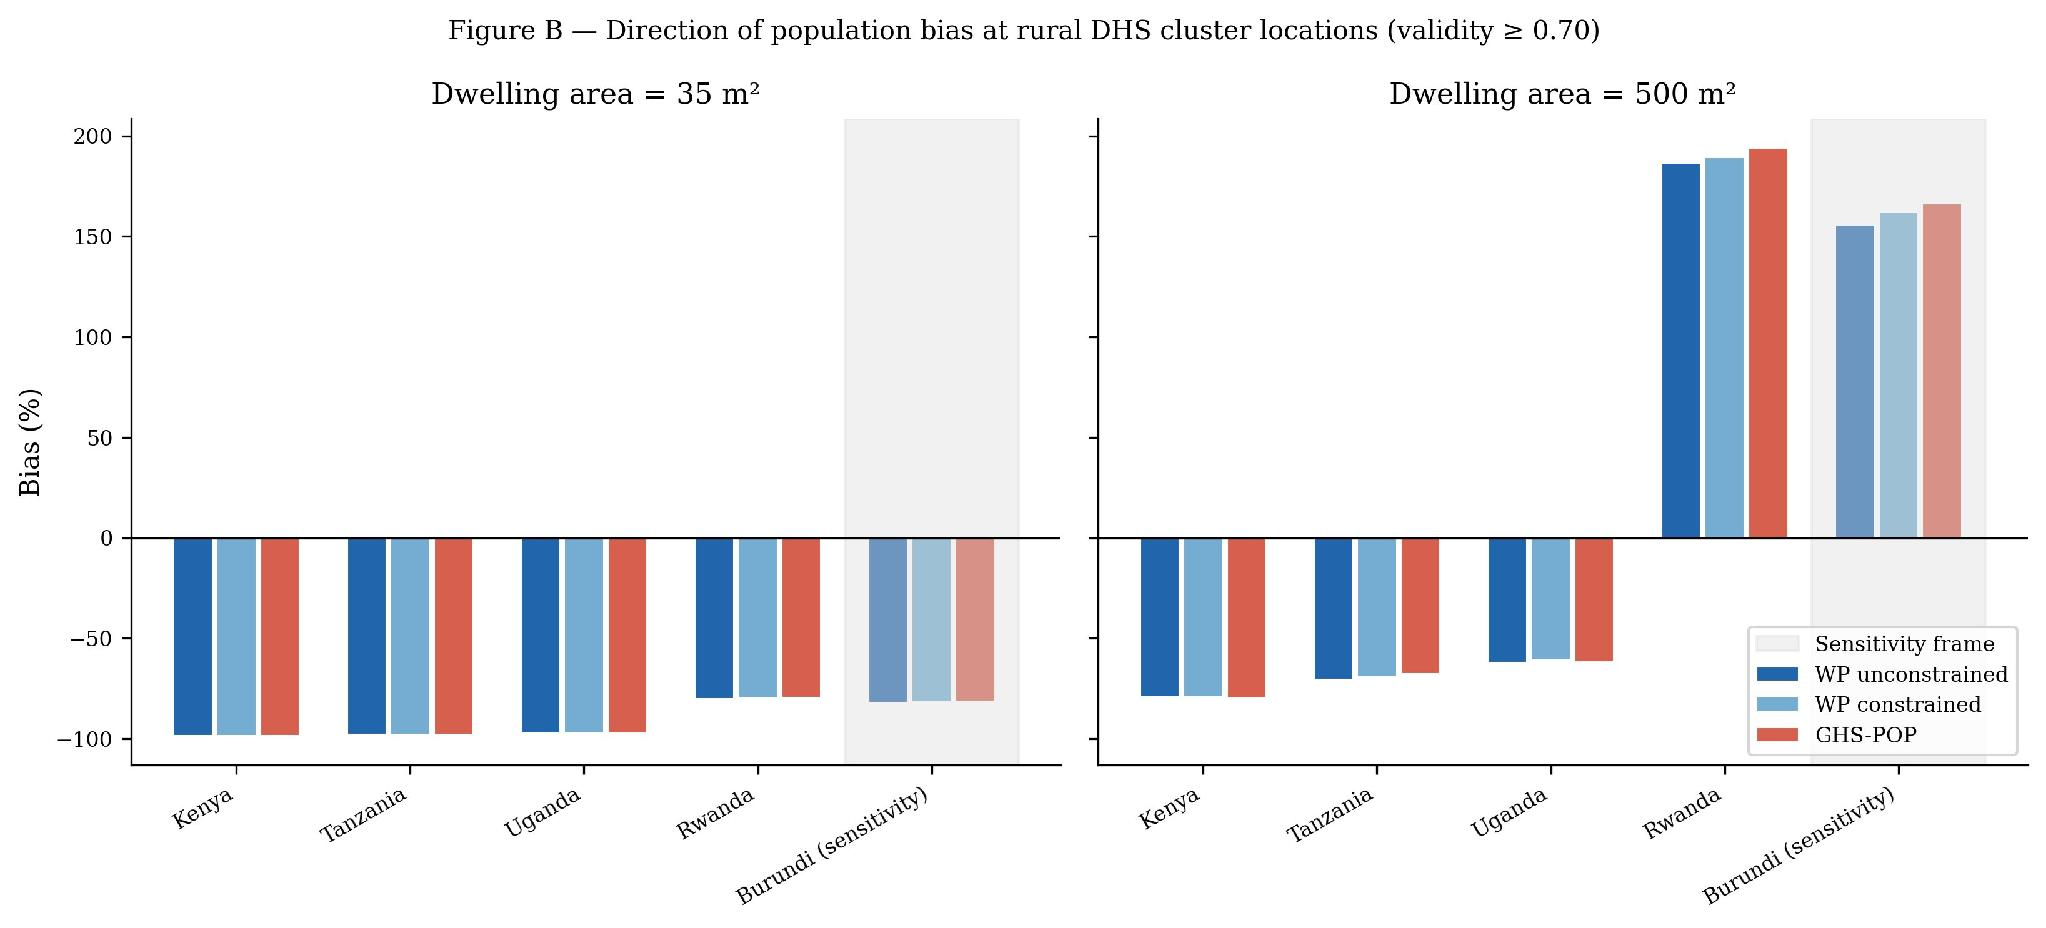 Figure B — Direction of population bias at rural DHS cluster locations (validity ≥ 0.70)
Dwelling area = 35 m²
Bias (%)
200
150
100
50
0
−50
−100
Kenya
Tanzania
Uganda
Rwanda
Burundi (sensitivity)
Dwelling area = 500 m²
Kenya
Tanzania
Uganda
Rwanda
Burundi (sensitivity)
Sensitivity frame
WP unconstrained
WP constrained
GHS-POP